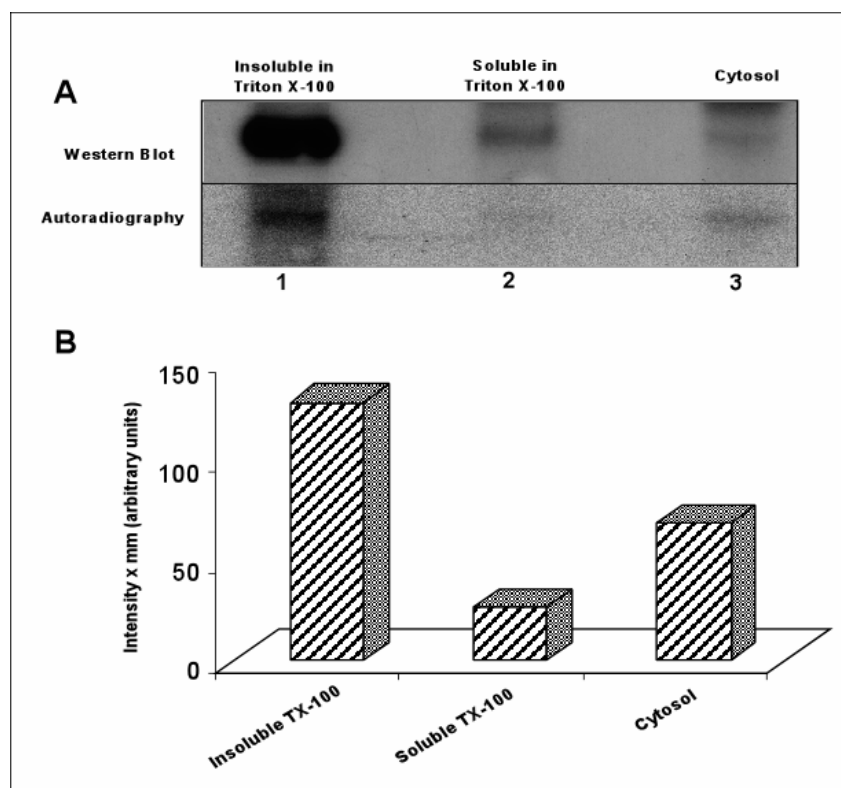 A
Insoluble in
Triton X-100
Soluble in
Triton X-100
Cytosol
Western Blot
Autoradiography
1 2 3
B
Intensity x mm (arbitrary units)
150
100
50
0
Insoluble TX-100
Soluble TX-100
Cytosol